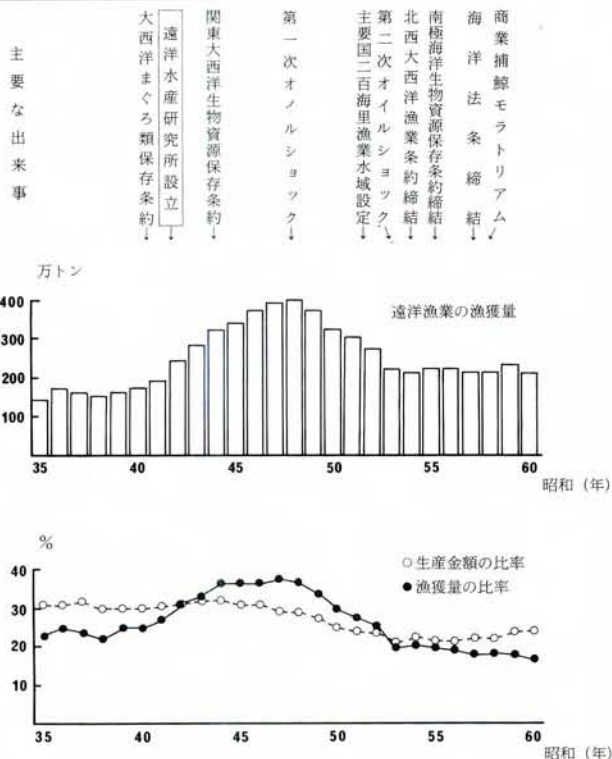 商業捕鯨モラトリアム
海洋法条締結
南極海洋生物資源保存条約締結
北西大西洋漁業条約締結
第二次オイルショック
主要国二百海里漁業水域設定
第一次オノルショック
関東大西洋生物資源保存条約
遠洋水産研究所設立
大西洋まぐろ類保存条約
主要な出来事
万トン
遠洋漁業の漁獲量
400
300
200
100
35 40 45 50 55 60
昭和（年）
%
○生産金額の比率
●漁獲量の比率
40
30
20
10
35 40 45 50 55 60
昭和（年）